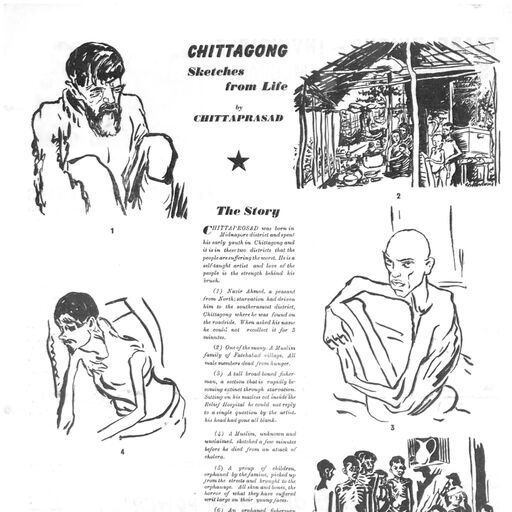 CHITTAGONG
Sketches
from Life
by
CHITTAPRASAD
The Story
CHITTAPROSAD was born in
Midnapore district and spent
his early youth in Chittagong and
it is in these two districts that the
people are suffering the worst. He is a
self-taught artist and love of the
people is the strength behind his
brush.
(1) Nazir Ahmed, a peasant
from North; starvation had driven
him to the southernmost district,
Chittagong where he was found on
the roadside. When asked his name
he could not recollect it for 3
minutes.
(2) One of the many. A Muslim
family of Fatehabad village. All
male members dead from hunger.
(3) A tall broad-boned fisher-
man, a section that is rapidly be-
coming extinct through starvation.
Sitting on his matless cot inside the
Relief Hospital he could not reply
to a single question by the artist,
his head had gone all blank.
(4) A Muslim, unknown and
unclaimed, sketched a few minutes
before he died from an attack of
cholera.
(5) A group of children,
orphaned by the famine, picked up
from the streets and brought to the
orphanage. All skin and bones, the
horror of what they have suffered
writ large on their young faces.
(6) An orphaned
1
2
3
4